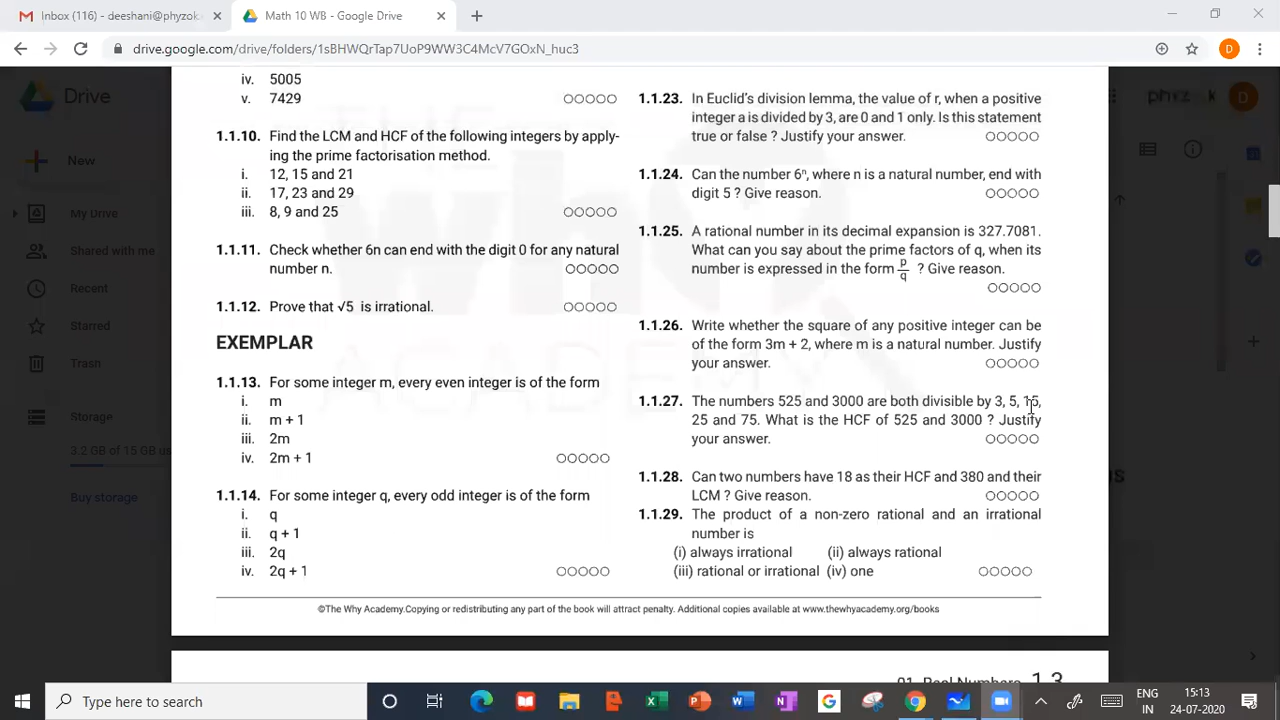 Inbox (116) - deeshani@phyzok
Math 10 WB - Google Drive
drive.google.com/drive/folders/1sBHWQrTap7UoP9WW3C4McV7GOxN_huc3
Drive
New
My Drive
Shared with me
Recent
Starred
Trash
Storage
3.2 GB of 15 GB
Buy storage
iv. 5005
v. 7429
1.1.10. Find the LCM and HCF of the following integers by apply-
ing the prime factorisation method.
i. 12, 15 and 21
ii. 17, 23 and 29
iii. 8, 9 and 25
1.1.11. Check whether 6n can end with the digit 0 for any natural
number n.
1.1.12. Prove that √5 is irrational.
EXEMPLAR
1.1.13. For some integer m, every even integer is of the form
i. m
ii. m + 1
iii. 2m
iv. 2m + 1
1.1.14. For some integer q, every odd integer is of the form
i. q
ii. q + 1
iii. 2q
iv. 2q + 1
1.1.23. In Euclid's division lemma, the value of r, when a positive
integer a is divided by 3, are 0 and 1 only. Is this statement
true or false ? Justify your answer.
1.1.24. Can the number 6ⁿ, where n is a natural number, end with
digit 5 ? Give reason.
1.1.25. A rational number in its decimal expansion is 327.7081.
What can you say about the prime factors of q, when its
number is expressed in the form p/q ? Give reason.
1.1.26. Write whether the square of any positive integer can be
of the form 3m + 2, where m is a natural number. Justify
your answer.
1.1.27. The numbers 525 and 3000 are both divisible by 3, 5, 15,
25 and 75. What is the HCF of 525 and 3000 ? Justify
your answer.
1.1.28. Can two numbers have 18 as their HCF and 380 and their
LCM ? Give reason.
1.1.29. The product of a non-zero rational and an irrational
number is
(i) always irrational (ii) always rational
(iii) rational or irrational (iv) one
©The Why Academy.Copying or redistributing any part of the book will attract penalty. Additional copies available at www.thewhyacademy.org/books
01. Real Numbers 1.3
Type here to search
ENG
IN
15:13
24-07-2020